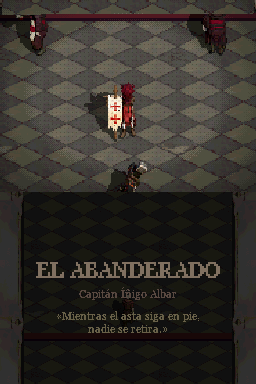 EL ABANDERADO
Capitán Íñigo Albar
«Mientras el asta siga en pie,
nadie se retira.»